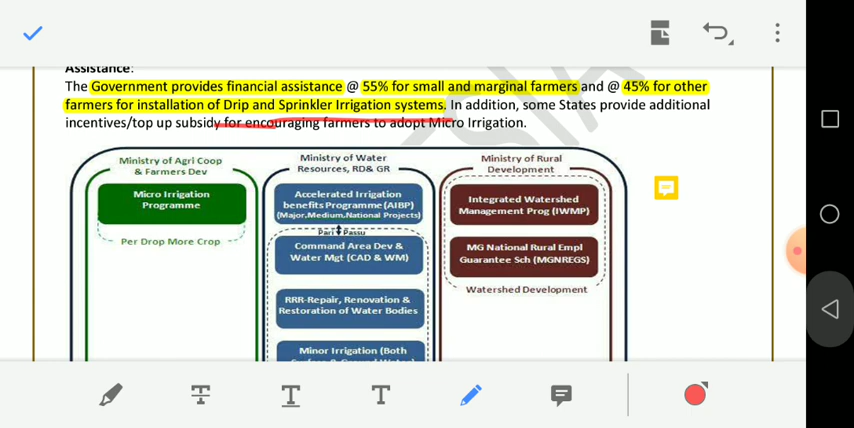 Assistance:
The Government provides financial assistance @ 55% for small and marginal farmers and @ 45% for other
farmers for installation of Drip and Sprinkler Irrigation systems. In addition, some States provide additional
incentives/top up subsidy for encouraging farmers to adopt Micro Irrigation.
Ministry of Agri Coop
& Farmers Dev
Micro Irrigation
Programme
Per Drop More Crop
Ministry of Water
Resources, RD& GR
Accelerated Irrigation
benefits Programme (AIBP)
(Major,Medium,National Projects)
Pari Passu
Command Area Dev &
Water Mgt (CAD & WM)
RRR-Repair, Renovation &
Restoration of Water Bodies
Minor Irrigation (Both
Surface & Ground Water)
Ministry of Rural
Development
Integrated Watershed
Management Prog (IWMP)
MG National Rural Empl
Guarantee Sch (MGNREGS)
Watershed Development